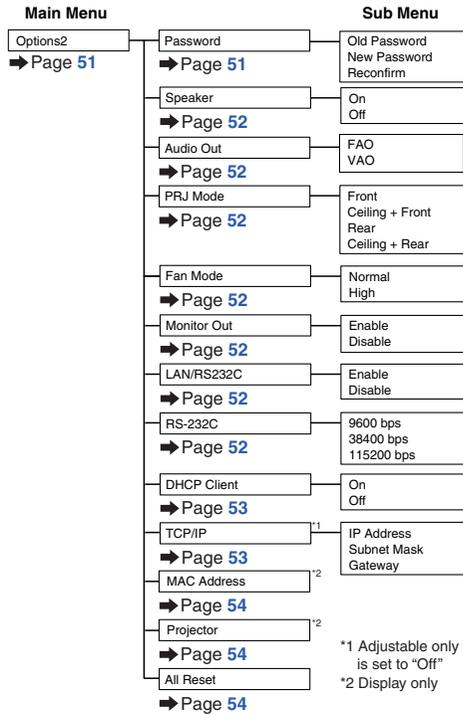 Main Menu
Sub Menu
Options2
Page 51
Password
Page 51
Old Password
New Password
Reconfirm
Speaker
Page 52
On
Off
Audio Out
Page 52
FAO
VAO
PRJ Mode
Page 52
Front
Ceiling + Front
Rear
Ceiling + Rear
Fan Mode
Page 52
Normal
High
Monitor Out
Page 52
Enable
Disable
LAN/RS232C
Page 52
Enable
Disable
RS-232C
Page 52
9600 bps
38400 bps
115200 bps
DHCP Client
Page 53
On
Off
TCP/IP *1
Page 53
IP Address
Subnet Mask
Gateway
MAC Address *2
Page 54
Projector *2
Page 54
All Reset
Page 54
*1 Adjustable only
is set to “Off”
*2 Display only